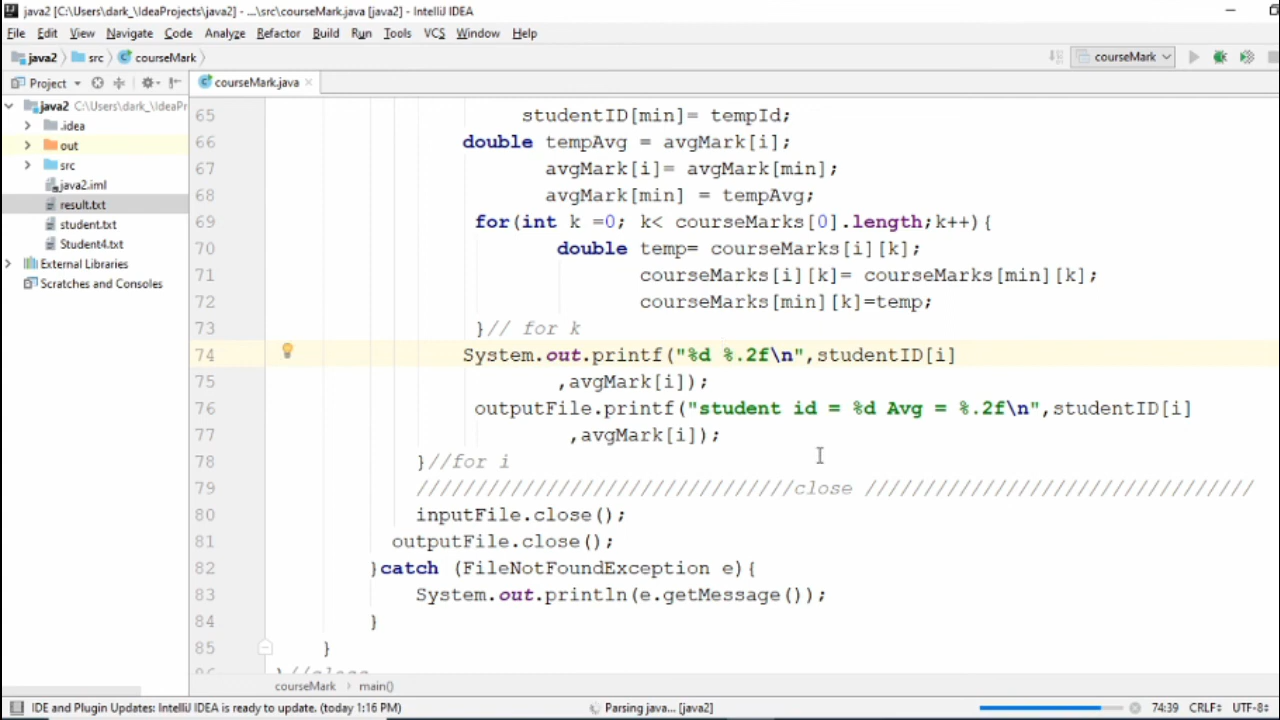 java2 [C:\Users\dark_\IdeaProjects\java2] - ...\src\courseMark.java [java2] - IntelliJ IDEA
File Edit View Navigate Code Analyze Refactor Build Run Tools VCS Window Help
java2 src courseMark courseMark
Project courseMark.java
java2 C:\Users\dark_\IdeaPr
.idea
out
src
java2.iml
result.txt
student.txt
Student4.txt
External Libraries
Scratches and Consoles
65 studentID[min]= tempId;
66 double tempAvg = avgMark[i];
67 avgMark[i]= avgMark[min];
68 avgMark[min] = tempAvg;
69 for(int k =0; k< courseMarks[0].length;k++){
70 double temp= courseMarks[i][k];
71 courseMarks[i][k]= courseMarks[min][k];
72 courseMarks[min][k]=temp;
73 }// for k
74 System.out.printf("%d %.2f\n",studentID[i]
75 ,avgMark[i]);
76 outputFile.printf("student id = %d Avg = %.2f\n",studentID[i]
77 ,avgMark[i]);
78 }//for i
79 ////////////////////////////////close /////////////////////////////////
80 inputFile.close();
81 outputFile.close();
82 }catch (FileNotFoundException e){
83 System.out.println(e.getMessage());
84 }
85 }
86 }//close
courseMark main()
IDE and Plugin Updates: IntelliJ IDEA is ready to update. (today 1:16 PM) Parsing java... [java2] 74:39 CRLF UTF-8